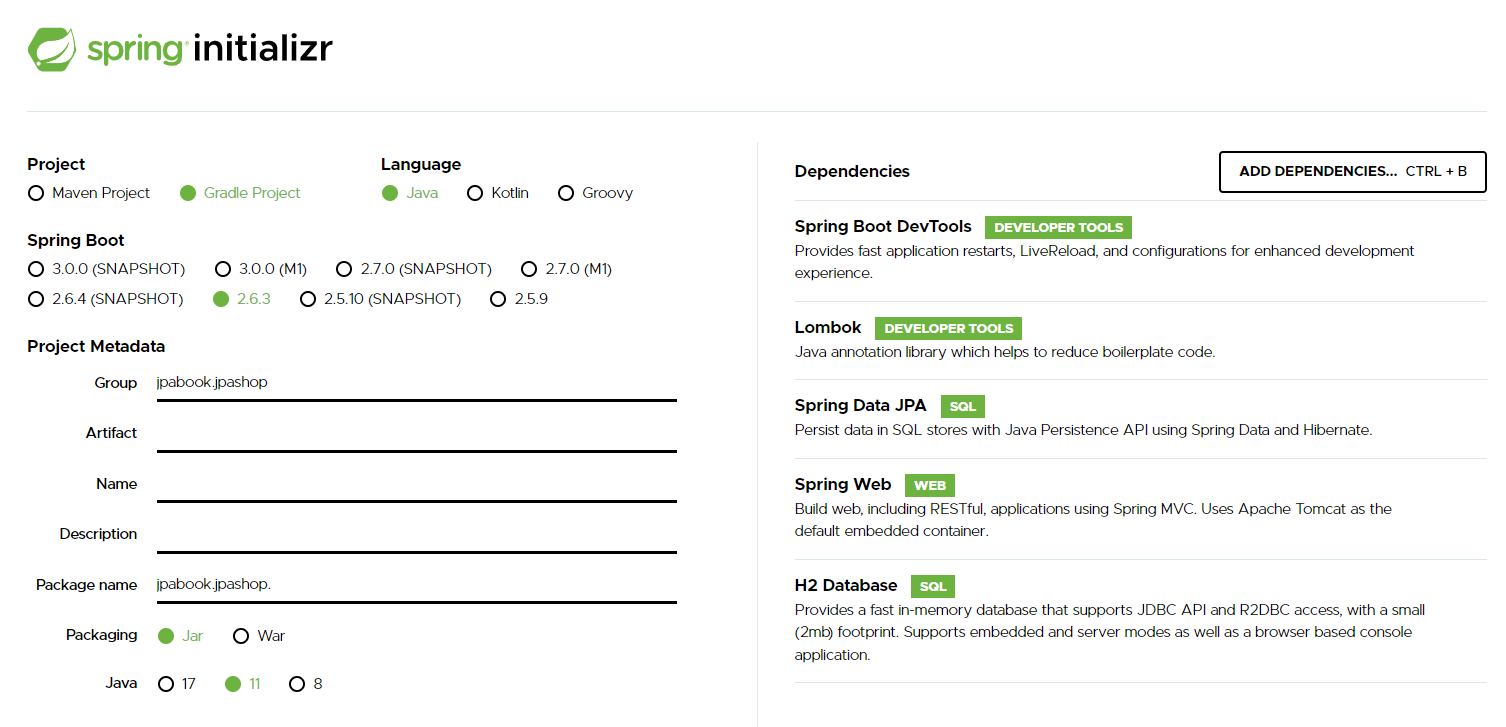 spring initializr
Project
Maven Project Gradle Project
Language
Java Kotlin Groovy
Spring Boot
3.0.0 (SNAPSHOT) 3.0.0 (M1) 2.7.0 (SNAPSHOT) 2.7.0 (M1)
2.6.4 (SNAPSHOT) 2.6.3 2.5.10 (SNAPSHOT) 2.5.9
Project Metadata
Group jpabook.jpashop
Artifact
Name
Description
Package name jpabook.jpashop.
Packaging Jar War
Java 17 11 8
Dependencies
ADD DEPENDENCIES... CTRL + B
Spring Boot DevTools DEVELOPER TOOLS
Provides fast application restarts, LiveReload, and configurations for enhanced development
experience.
Lombok DEVELOPER TOOLS
Java annotation library which helps to reduce boilerplate code.
Spring Data JPA SQL
Persist data in SQL stores with Java Persistence API using Spring Data and Hibernate.
Spring Web WEB
Build web, including RESTful, applications using Spring MVC. Uses Apache Tomcat as the
default embedded container.
H2 Database SQL
Provides a fast in-memory database that supports JDBC API and R2DBC access, with a small
(2mb) footprint. Supports embedded and server modes as well as a browser based console
application.